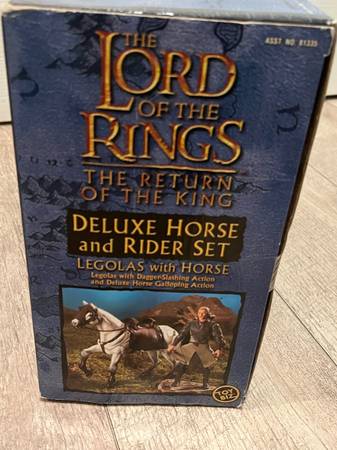 ASST NO 81335
THE
LORD
OF THE
RINGS
THE RETURN
OF THE KING
DELUXE HORSE
and RIDER SET
LEGOLAS with HORSE
Legolas with Dagger-Slashing Action
and Deluxe Horse Galloping Action
TOY
BIZ